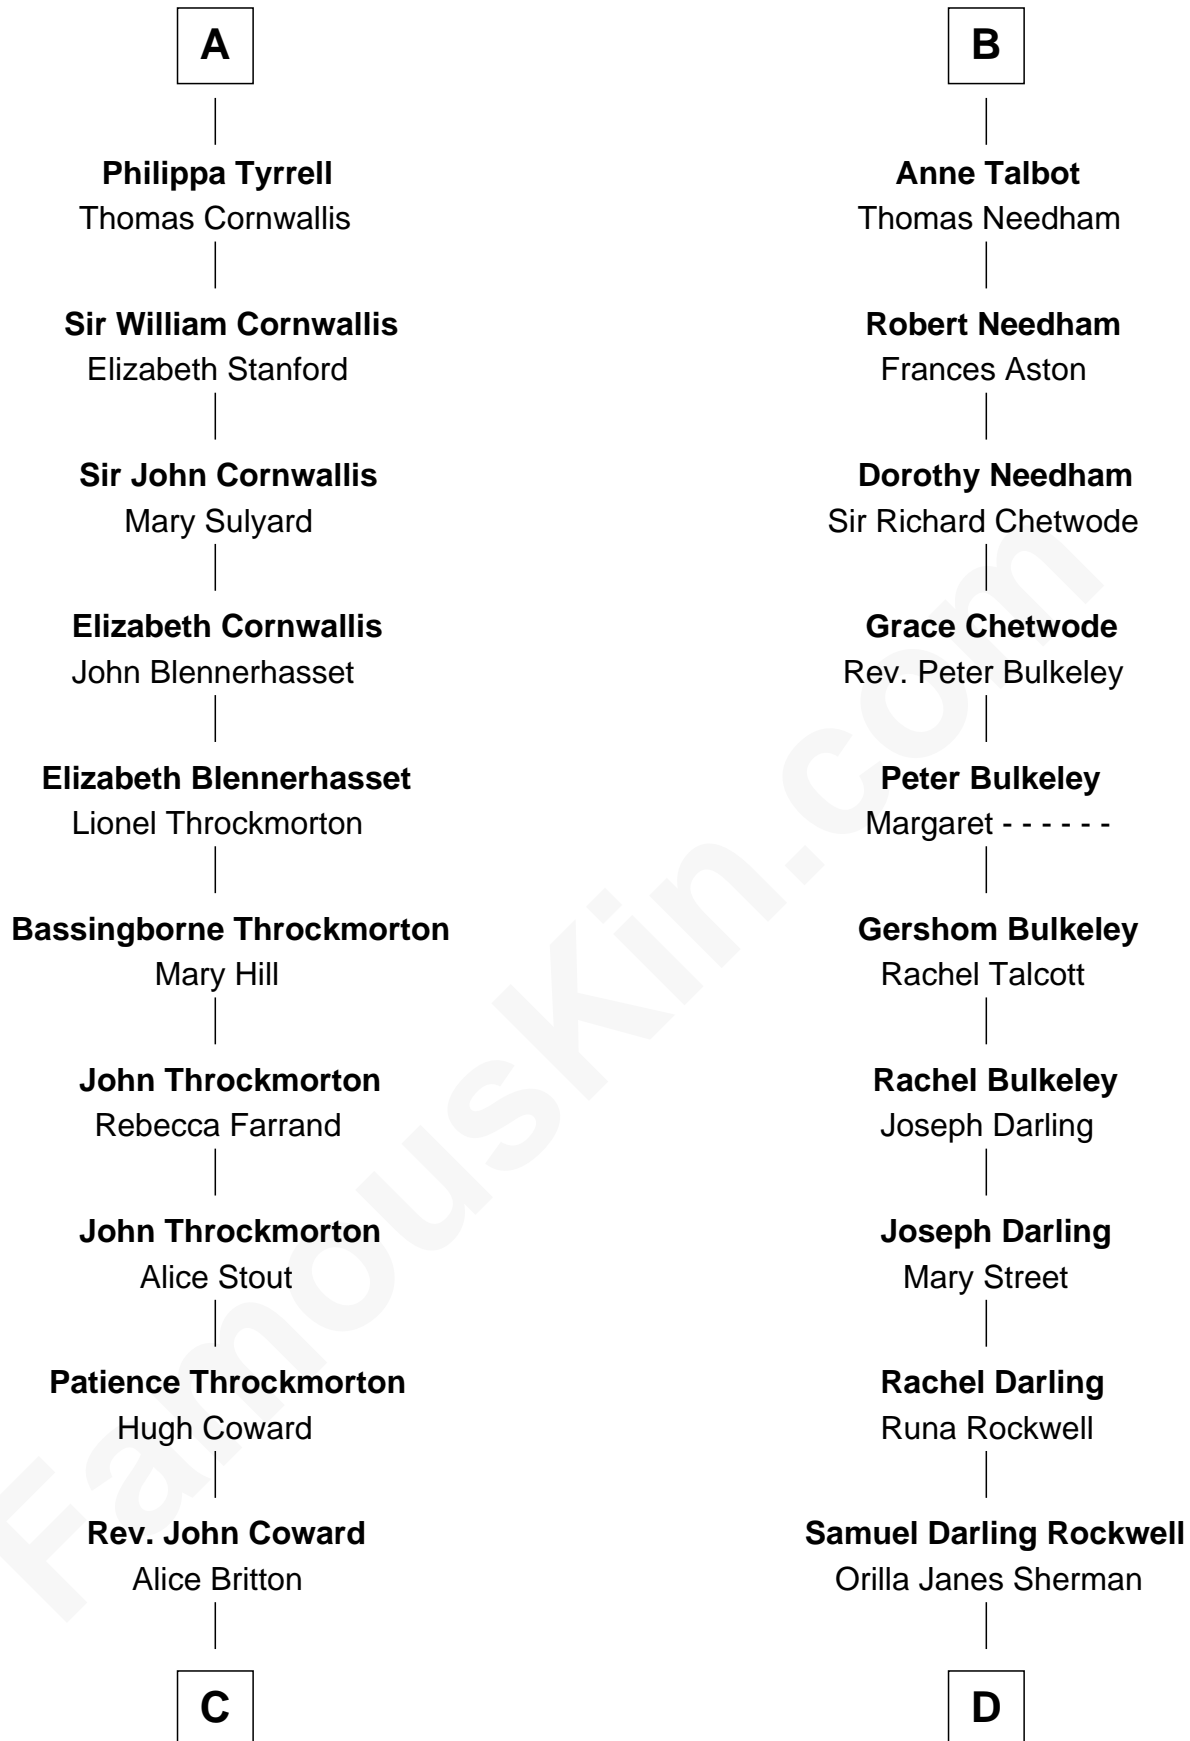 A
Philippa Tyrrell
Thomas Cornwallis
Sir William Cornwallis
Elizabeth Stanford
Sir John Cornwallis
Mary Sulyard
Elizabeth Cornwallis
John Blennerhasset
Elizabeth Blennerhasset
Lionel Throckmorton
Bassingborne Throckmorton
Mary Hill
John Throckmorton
Rebecca Farrand
John Throckmorton
Alice Stout
Patience Throckmorton
Hugh Coward
Rev. John Coward
Alice Britton
C
B
Anne Talbot
Thomas Needham
Robert Needham
Frances Aston
Dorothy Needham
Sir Richard Chetwode
Grace Chetwode
Rev. Peter Bulkeley
Peter Bulkeley
Margaret - - - - - -
Gershom Bulkeley
Rachel Talcott
Rachel Bulkeley
Joseph Darling
Joseph Darling
Mary Street
Rachel Darling
Runa Rockwell
Samuel Darling Rockwell
Orilla Janes Sherman
D
FamousKin.com